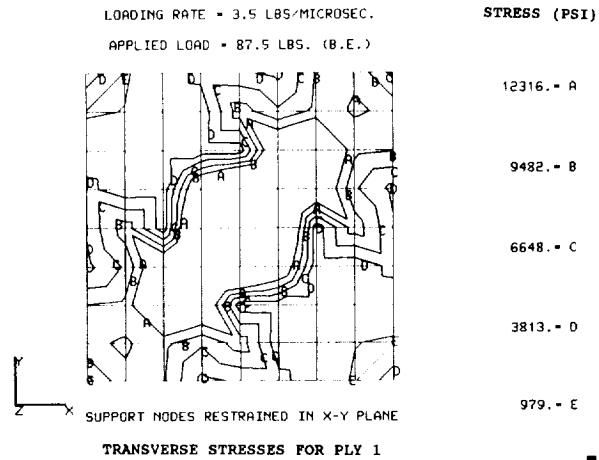 LOADING RATE = 3.5 LBS/MICROSEC.
STRESS (PSI)
APPLIED LOAD = 87.5 LBS. (B.E.)
12316.= A
9482.= B
6648.= C
3813.= D
979.= E
Y
Z X
SUPPORT NODES RESTRAINED IN X-Y PLANE
TRANSVERSE STRESSES FOR PLY 1